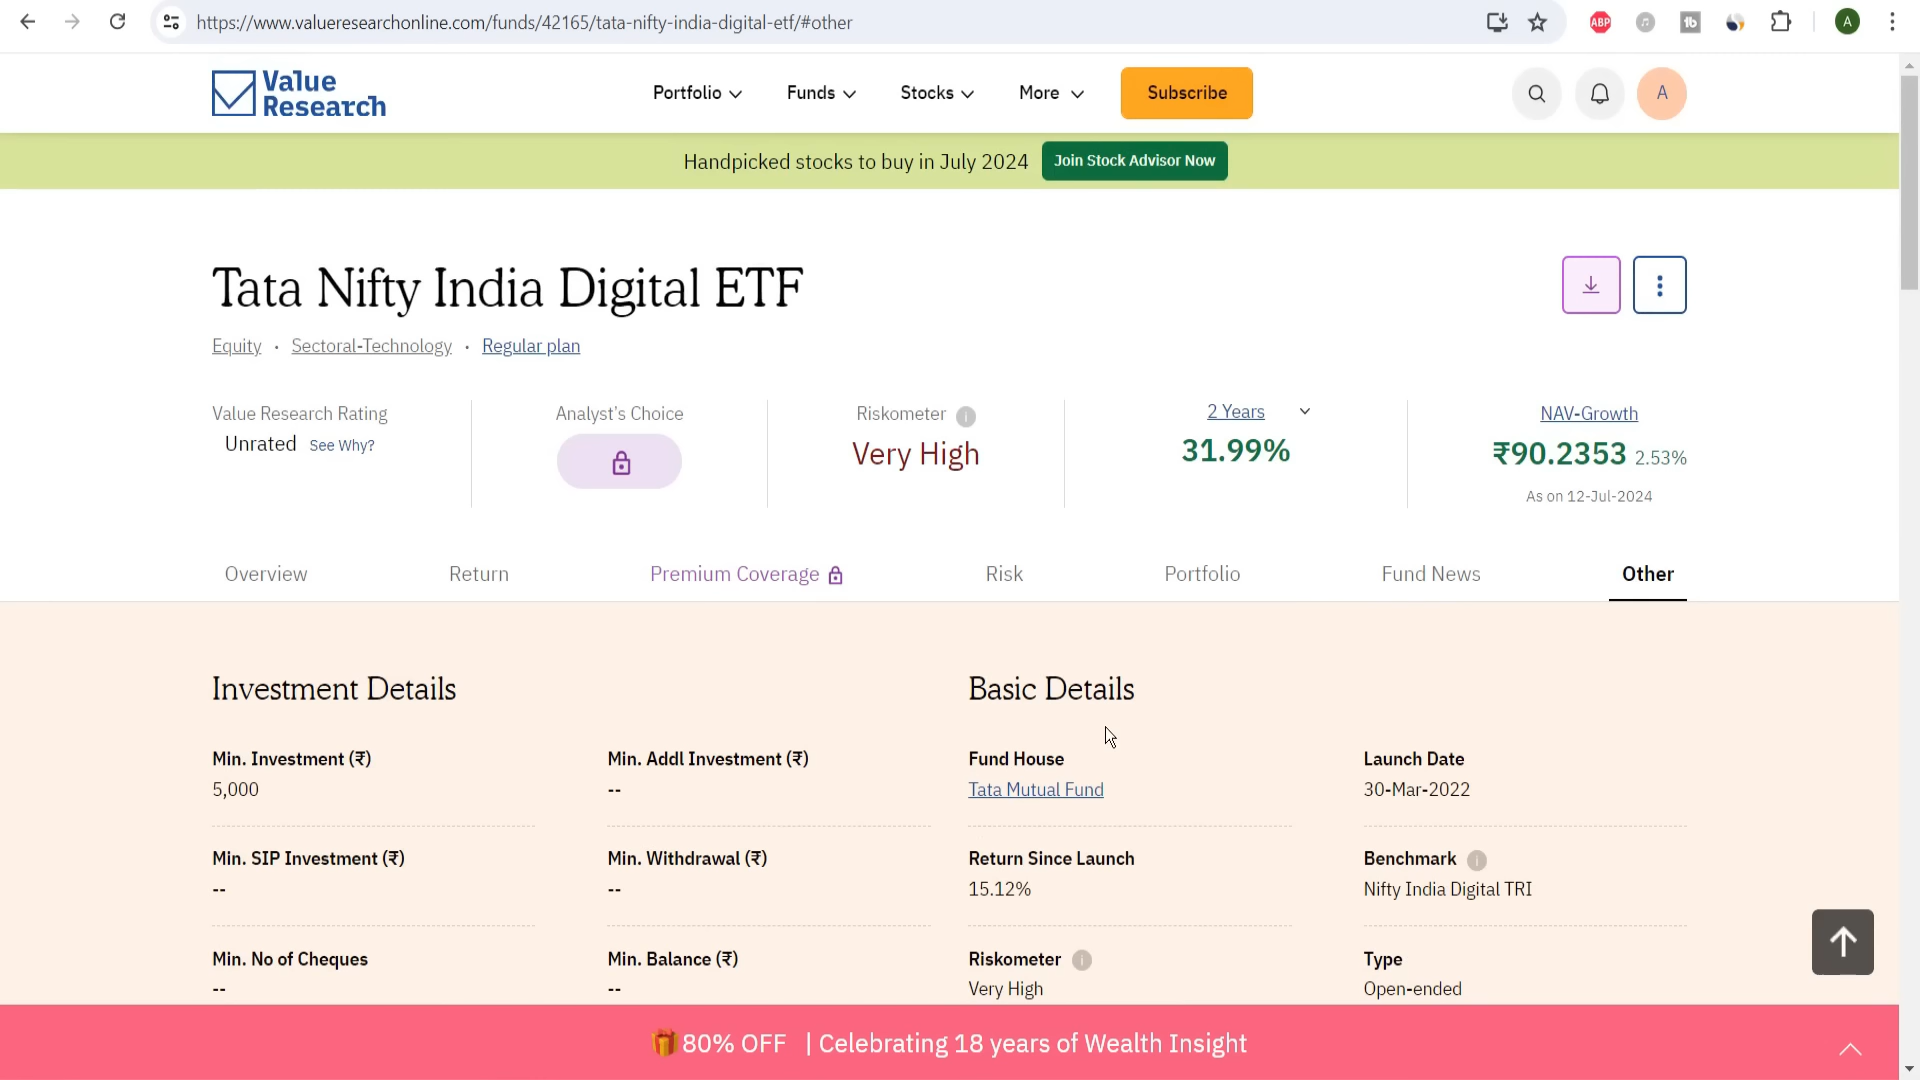 https://www.valueresearchonline.com/funds/42165/tata-nifty-india-digital-etf/#other
ABP
A
Value Research
Portfolio Funds Stocks More Subscribe
A
Handpicked stocks to buy in July 2024 Join Stock Advisor Now
Tata Nifty India Digital ETF
Equity · Sectoral-Technology · Regular plan
Value Research Rating
Unrated See Why?
Analyst's Choice
Riskometer
Very High
2 Years
31.99%
NAV-Growth
₹90.2353 2.53%
As on 12-Jul-2024
Overview Return Premium Coverage Risk Portfolio Fund News Other
Investment Details
Basic Details
Min. Investment (₹)
5,000
Min. Addl Investment (₹)
--
Fund House
Tata Mutual Fund
Launch Date
30-Mar-2022
Min. SIP Investment (₹)
--
Min. Withdrawal (₹)
--
Return Since Launch
15.12%
Benchmark
Nifty India Digital TRI
Min. No of Cheques
--
Min. Balance (₹)
--
Riskometer
Very High
Type
Open-ended
80% OFF | Celebrating 18 years of Wealth Insight